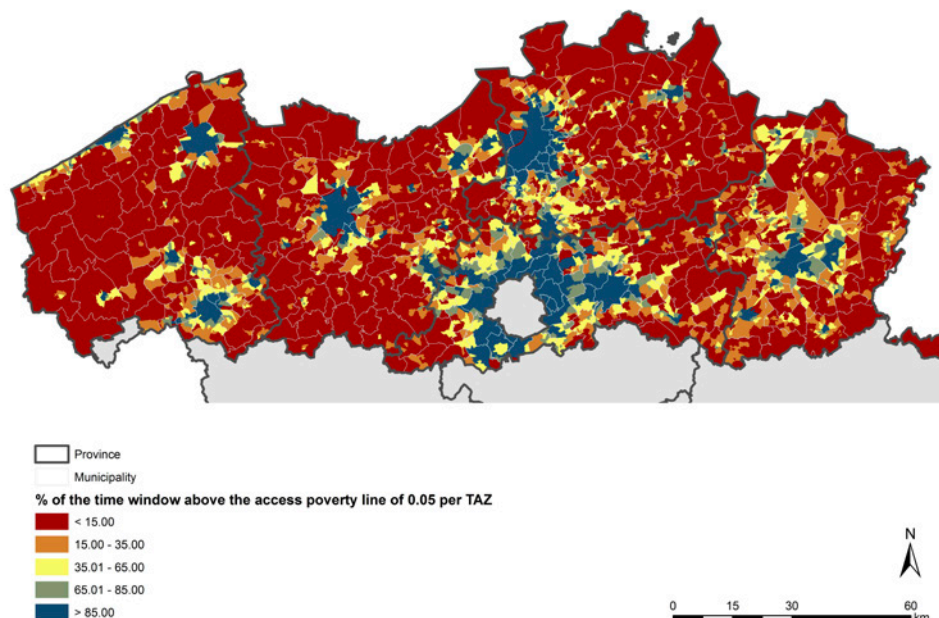 Province
Municipality
% of the time window above the access poverty line of 0.05 per TAZ
< 15.00
15.00 - 35.00
35.01 - 65.00
65.01 - 85.00
> 85.00
N
0 15 30 60
km